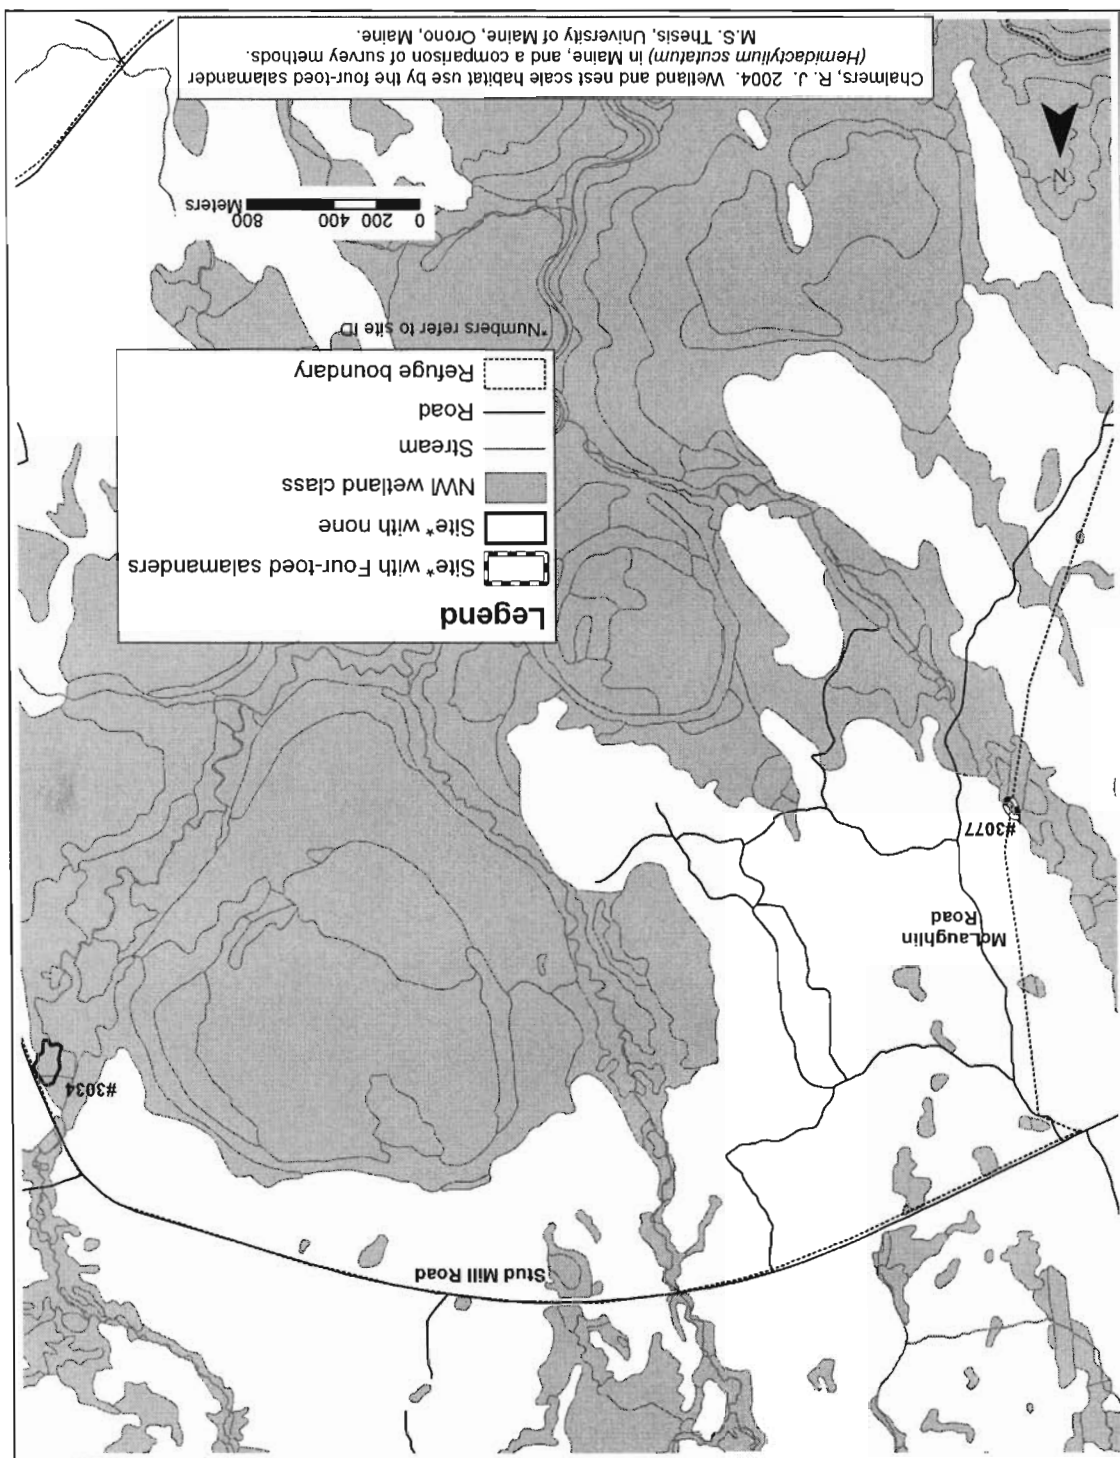 Stud Mill Road
#3034
McLaughlin
Road
#3077
Legend
Site* with Four-toed salamanders
Site* with none
NWI wetland class
Stream
Road
Refuge boundary
*Numbers refer to site ID
0 200 400 800
Meters
N
Chalmers, R. J. 2004. Wetland and nest scale habitat use by the four-toed salamander
(Hemidactylium scutatum) in Maine, and a comparison of survey methods.
M.S. Thesis, University of Maine, Orono, Maine.